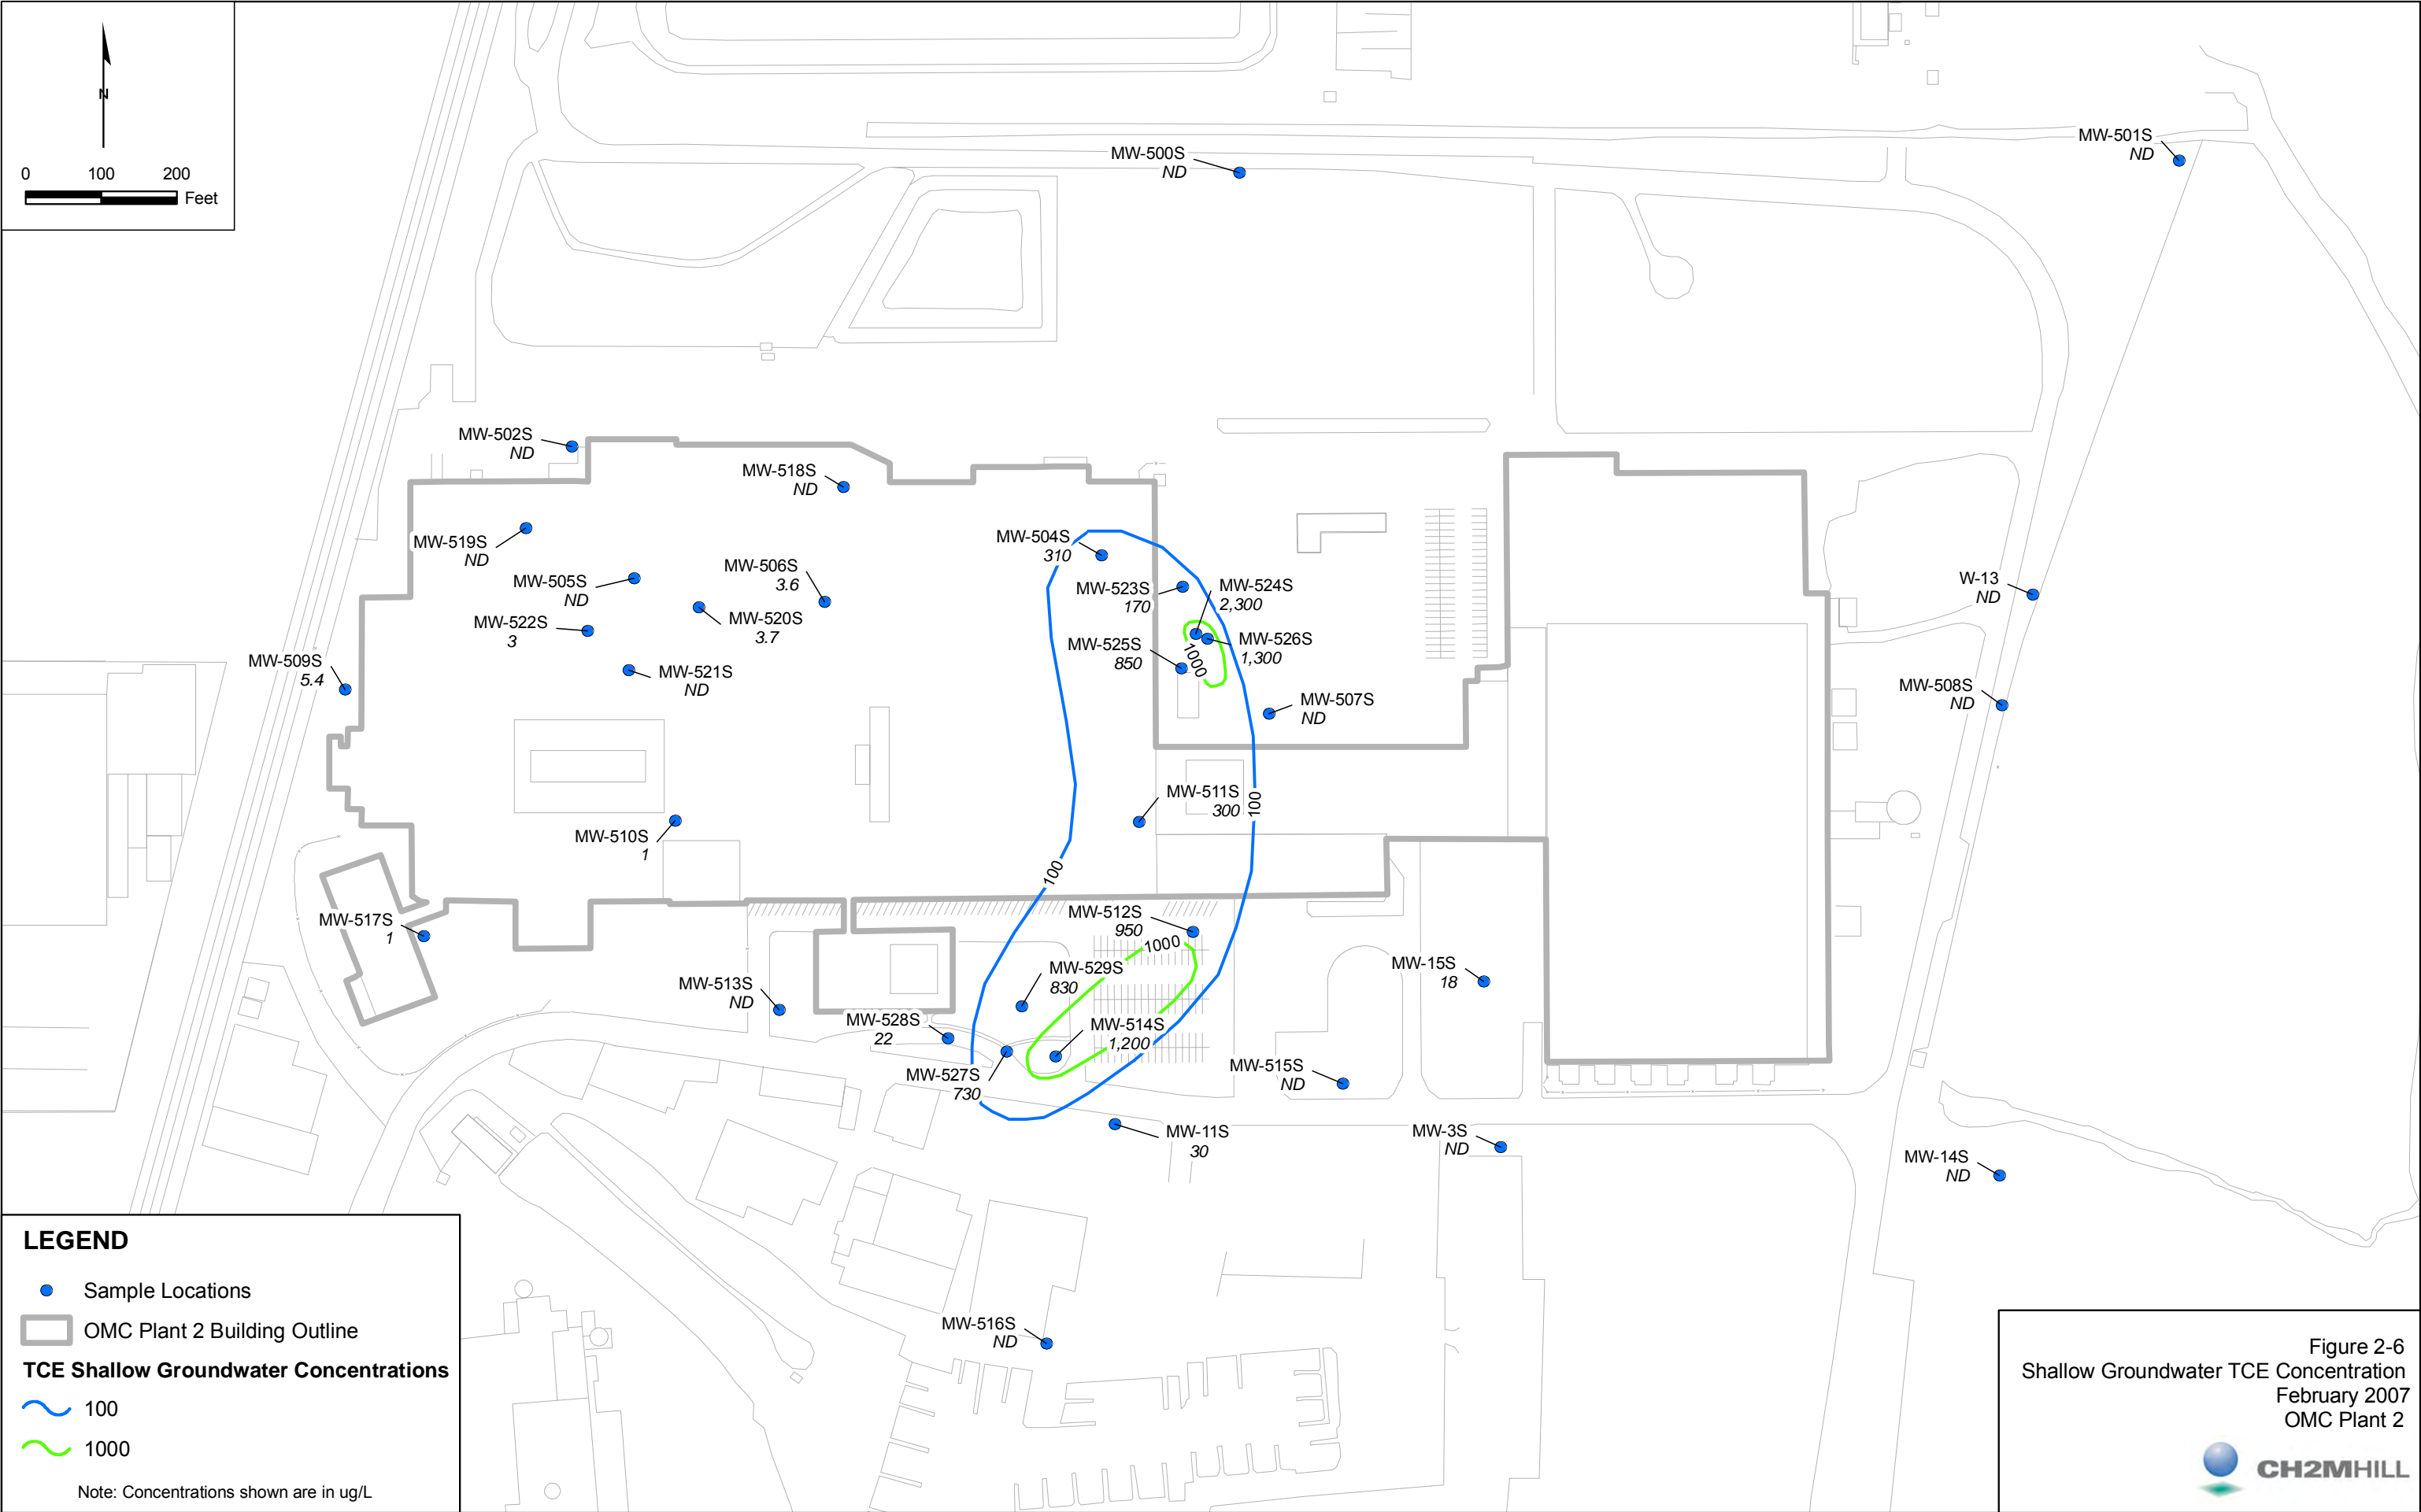 N
0 100 200
Feet
MW-500S
ND
MW-501S
ND
MW-502S
ND
MW-518S
ND
MW-519S
ND
MW-504S
310
MW-505S
ND
MW-506S
3.6
MW-523S
170
MW-524S
2,300
W-13
ND
MW-522S
3
MW-520S
3.7
MW-525S
850
MW-526S
1,300
1000
MW-509S
5.4
MW-521S
ND
MW-507S
ND
MW-508S
ND
MW-511S
300
100
MW-510S
1
100
MW-517S
1
MW-512S
950
1000
MW-529S
830
MW-15S
18
MW-513S
ND
MW-528S
22
MW-514S
1,200
MW-527S
730
MW-515S
ND
MW-11S
30
MW-3S
ND
MW-14S
ND
MW-516S
ND
LEGEND
Sample Locations
OMC Plant 2 Building Outline
TCE Shallow Groundwater Concentrations
100
1000
Note: Concentrations shown are in ug/L
Figure 2-6
Shallow Groundwater TCE Concentration
February 2007
OMC Plant 2
CH2MHILL